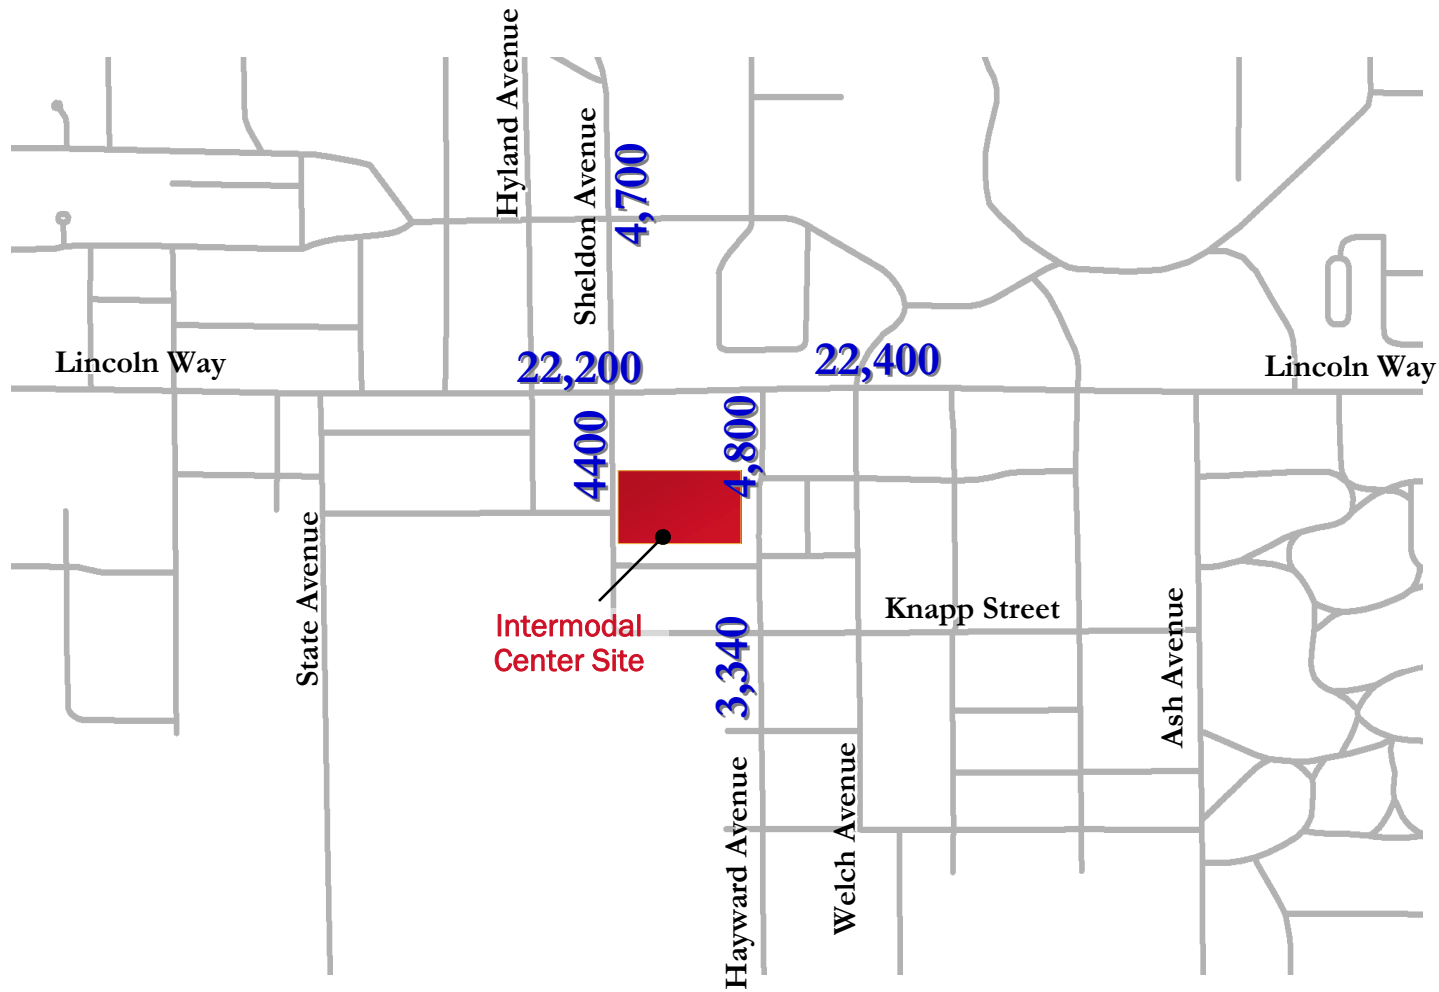 Hyland Avenue
Sheldon Avenue
4,700
Lincoln Way
22,200
22,400
Lincoln Way
4400
4,800
State Avenue
Intermodal
Center Site
Knapp Street
3,340
Ash Avenue
Hayward Avenue
Welch Avenue